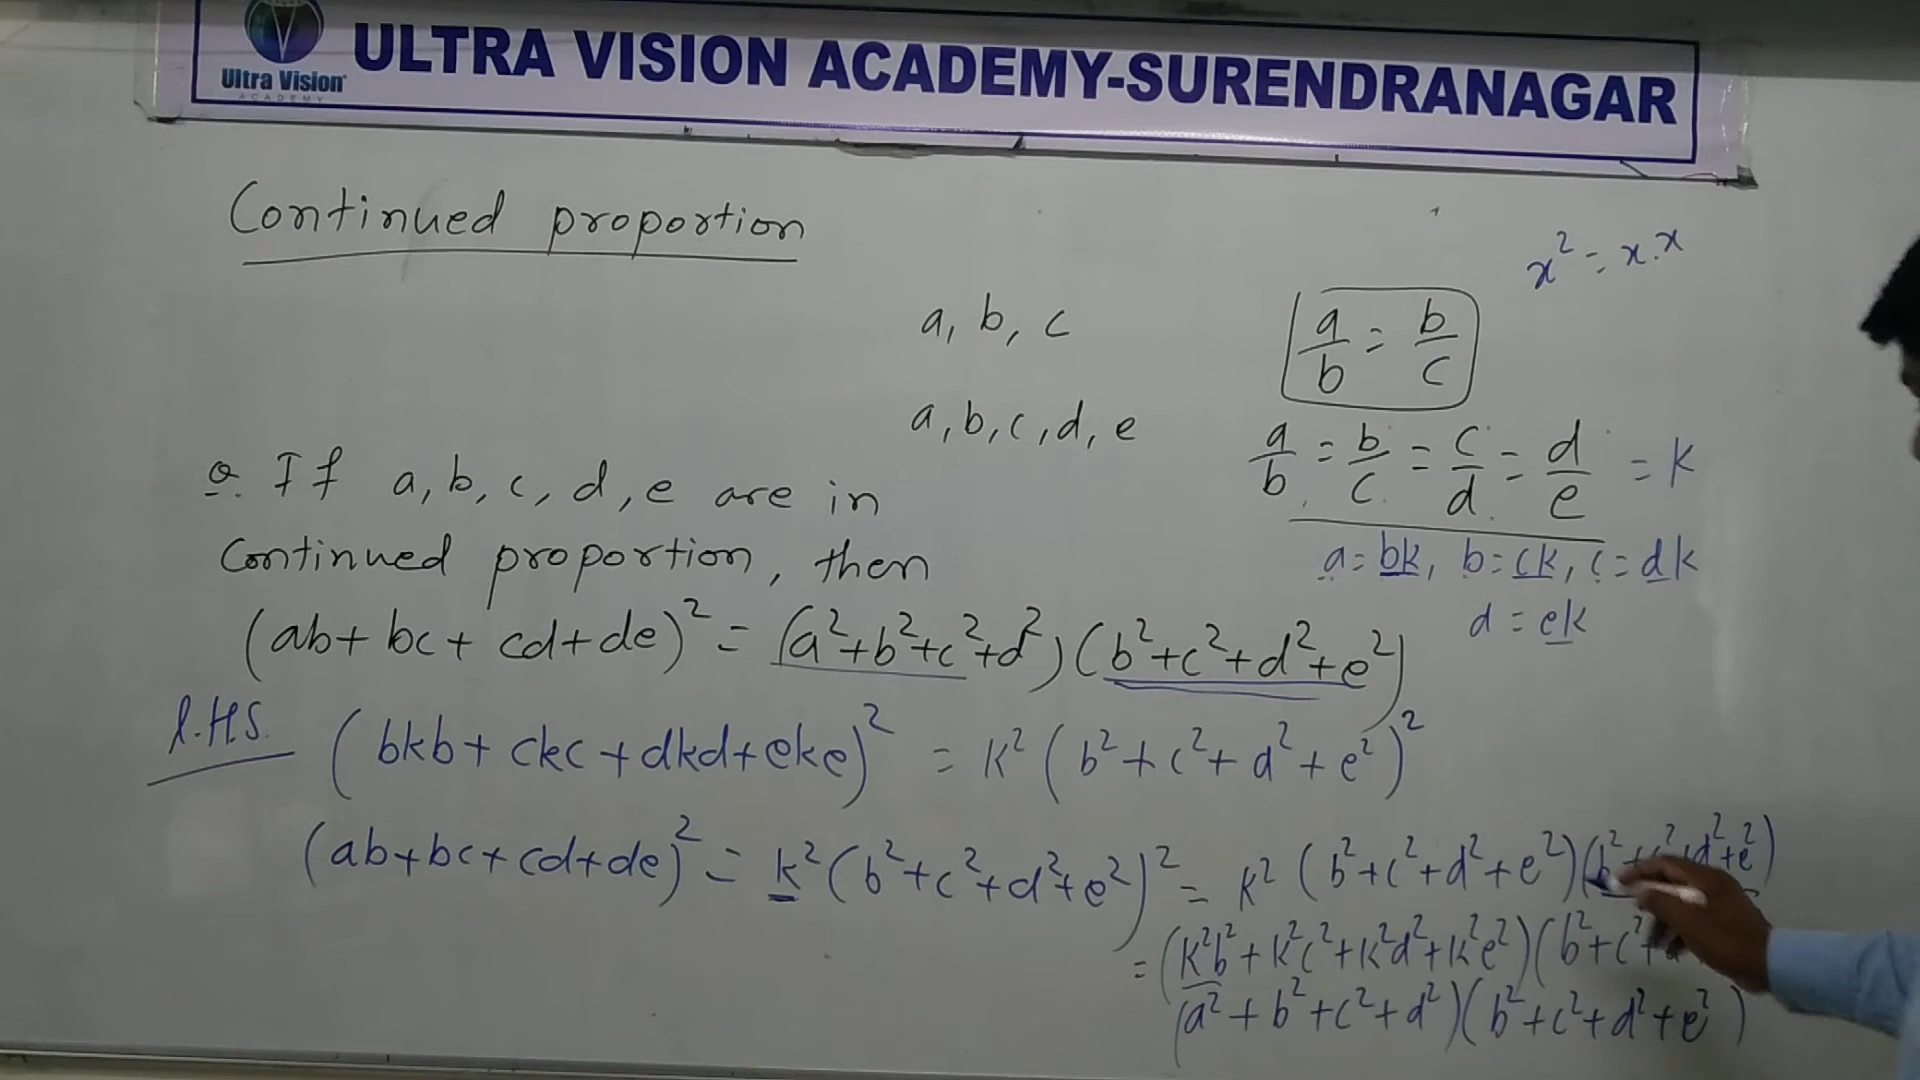 Ultra Vision
ACADEMY
ULTRA VISION ACADEMY-SURENDRANAGAR
Continued proportion
x² = x.x
a, b, c
a/b = b/c
a, b, c, d, e
a/b = b/c = c/d = d/e = k
Q. If a, b, c, d, e are in
Continued proportion, then
a = bk, b = ck, c = dk
d = ek
(ab + bc + cd + de)² = (a² + b² + c² + d²) (b² + c² + d² + e²)
L.H.S. (bkb + ckc + dkd + eke)² = k² (b² + c² + d² + e²)²
(ab + bc + cd + de)² = k² (b² + c² + d² + e²)² = k² (b² + c² + d² + e²) (b² + c² + d² + e²)
= (k²b² + k²c² + k²d² + k²e²) (b² + c² +
(a² + b² + c² + d²) (b² + c² + d² + e²)